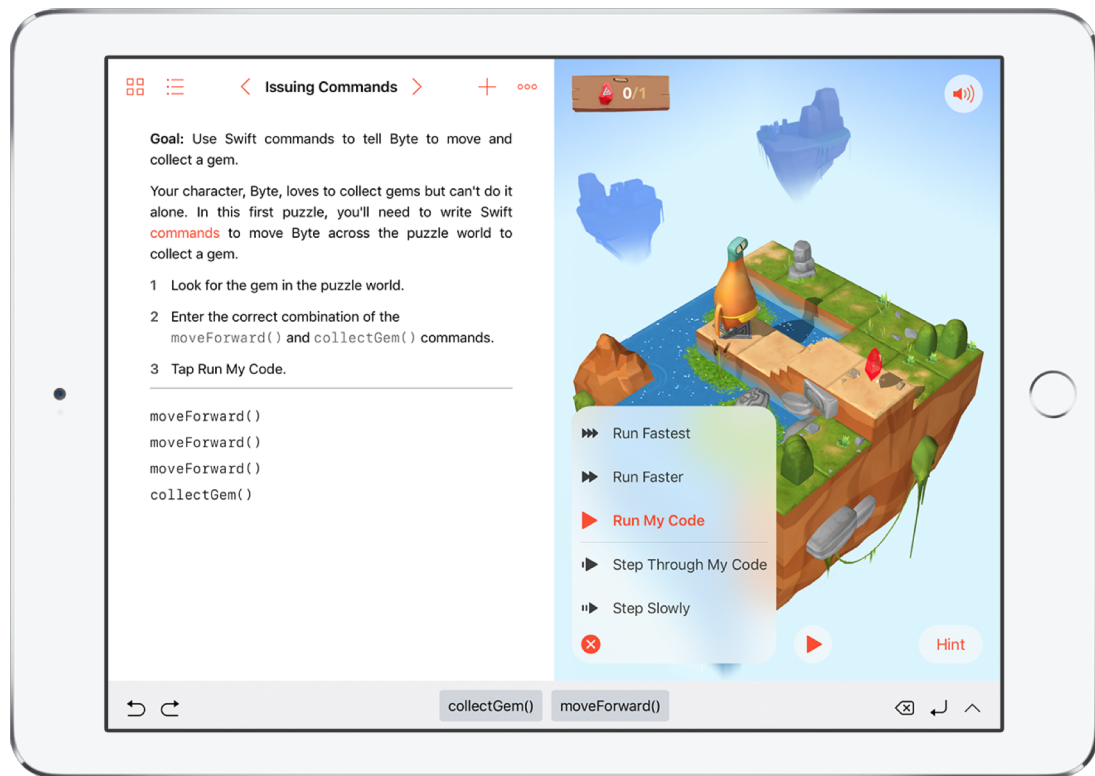 Issuing Commands
0/1
Goal: Use Swift commands to tell Byte to move and
collect a gem.
Your character, Byte, loves to collect gems but can't do it
alone. In this first puzzle, you'll need to write Swift
commands to move Byte across the puzzle world to
collect a gem.
1 Look for the gem in the puzzle world.
2 Enter the correct combination of the
moveForward() and collectGem() commands.
3 Tap Run My Code.
moveForward()
moveForward()
moveForward()
collectGem()
Run Fastest
Run Faster
Run My Code
Step Through My Code
Step Slowly
Hint
collectGem() moveForward()